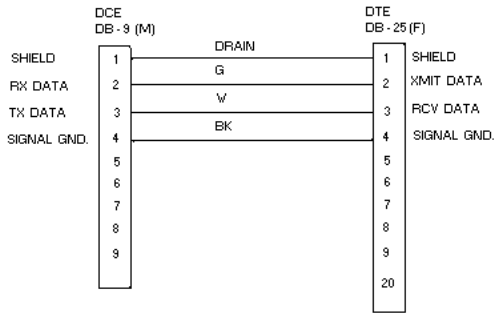 DCE
DB - 9 (M)
DTE
DB - 25 (F)
SHIELD 1 DRAIN 1 SHIELD
RX DATA 2 G 2 XMIT DATA
TX DATA 3 W 3 RCV DATA
SIGNAL GND. 4 BK 4 SIGNAL GND.
5 5
6 6
7 7
8 8
9 9
20